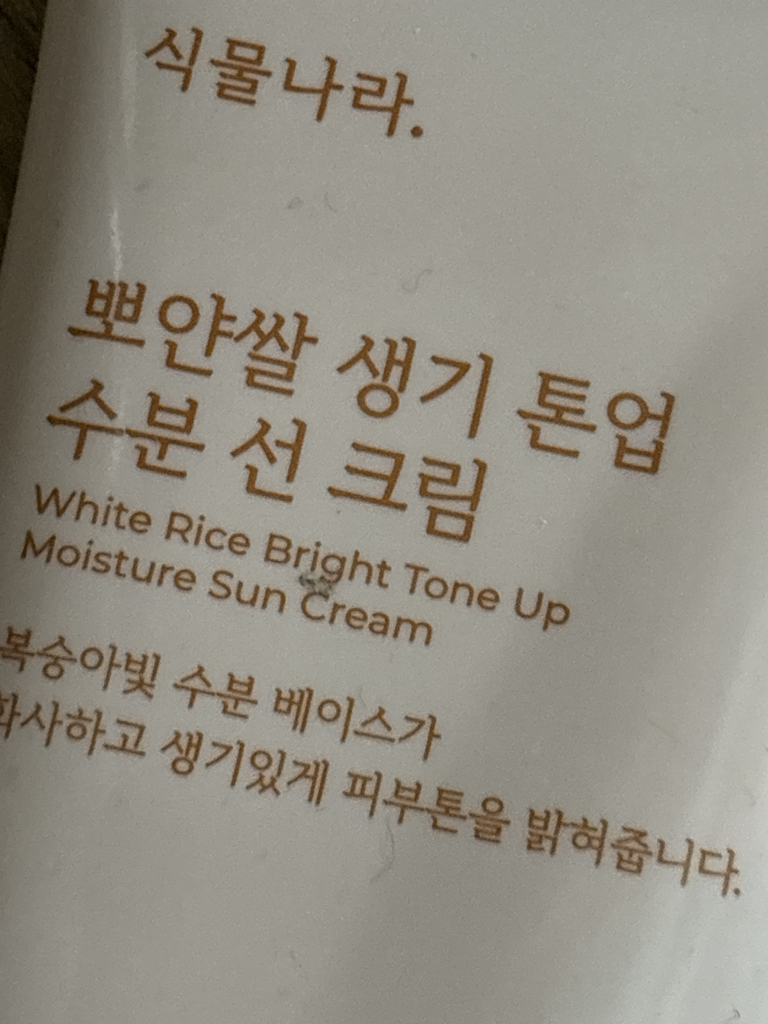 식물나라.
뽀얀쌀 생기 톤업
수분 선 크림
White Rice Bright Tone Up
Moisture Sun Cream
복숭아빛 수분 베이스가
화사하고 생기있게 피부톤을 밝혀줍니다.